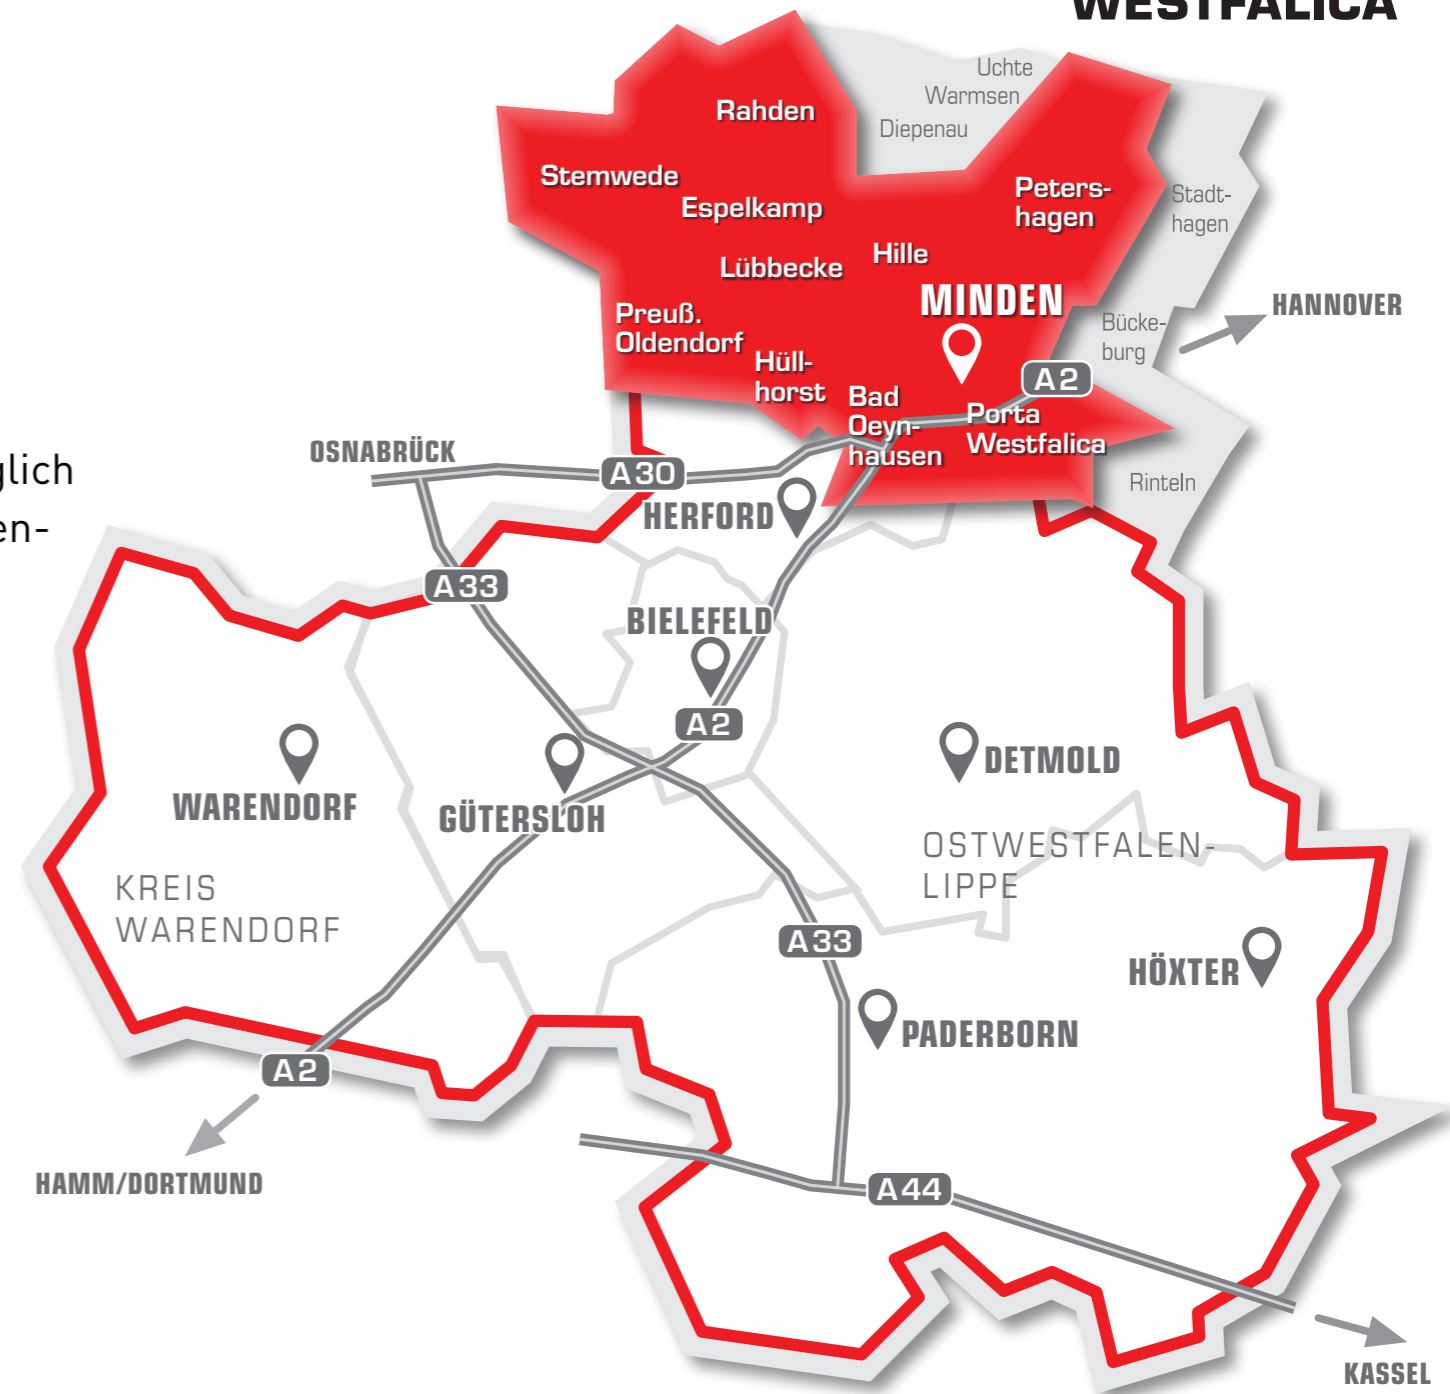 WESTFALICA
Uchte
Warmsen
Diepenau
Rahden
Stemwede
Espelkamp
Peters-
hagen
Stadt-
hagen
Hille
Lübbecke
MINDEN
HANNOVER
Preuß.
Oldendorf
Bücke-
burg
Hüll-
horst
A2
Bad
Oeyn-
hausen
Porta
Westfalica
OSNABRÜCK
glich
en-
A30
Rinteln
HERFORD
A33
BIELEFELD
A2
DETMOLD
WARENDORF
GÜTERSLOH
OSTWESTFALEN-
LIPPE
KREIS
WARENDORF
A33
HÖXTER
PADERBORN
A2
HAMM/DORTMUND
A44
KASSEL